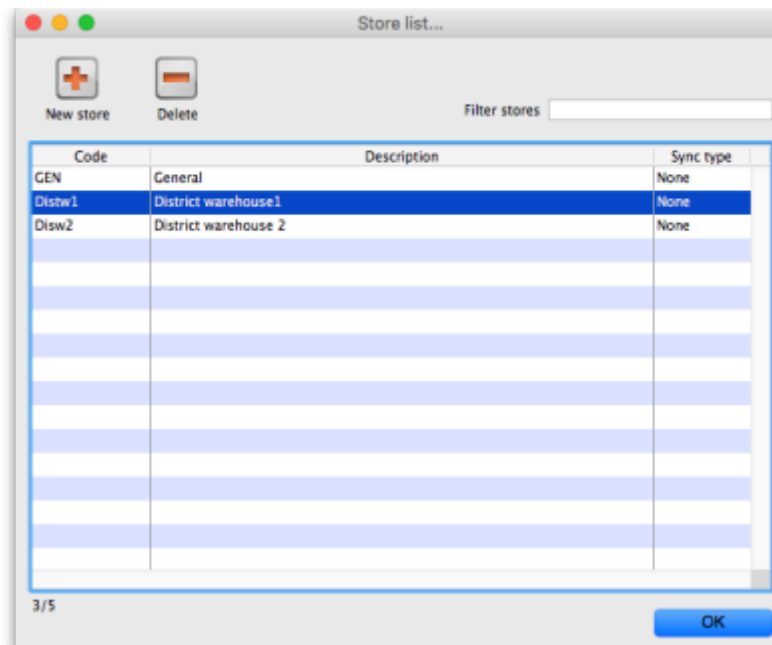 Store list...
New store Delete Filter stores
Code Description Sync type
GEN General None
Distw1 District warehouse1 None
Disw2 District warehouse 2 None
3/5
OK